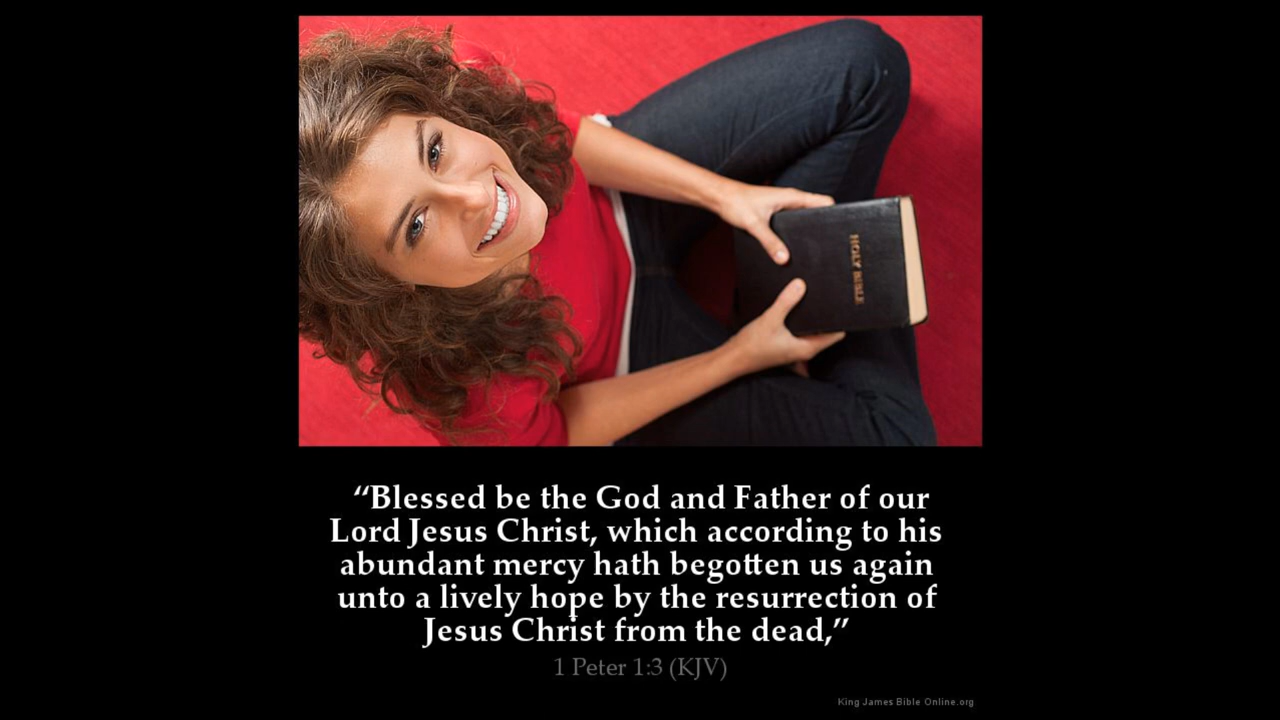 HOLY BIBLE
“Blessed be the God and Father of our
Lord Jesus Christ, which according to his
abundant mercy hath begotten us again
unto a lively hope by the resurrection of
Jesus Christ from the dead,”
1 Peter 1:3 (KJV)
King James Bible Online.org